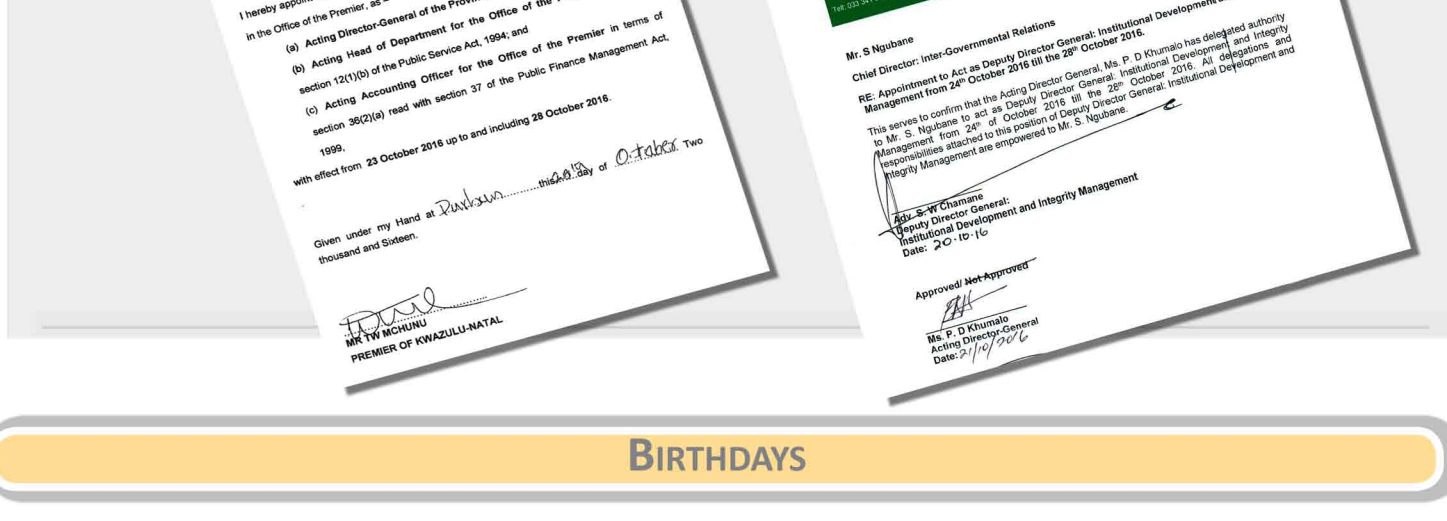 I hereby appoint
in the Office of the Premier, as
(a) Acting Director-General of the Provin
(b) Acting Head of Department for the Office of the
section 12(1)(b) of the Public Service Act, 1994; and
(c) Acting Accounting Officer for the Office of the Premier in terms of
section 36(2)(a) read with section 37 of the Public Finance Management Act,
1999,
with effect from 23 October 2016 up to and including 28 October 2016.
Given under my Hand at Durban this day of October Two
thousand and Sixteen.
MR TW MCHUNU
PREMIER OF KWAZULU-NATAL
Tel: 033 341
Mr. S Ngubane
Chief Director: Inter-Governmental Relations
RE: Appointment to Act as Deputy Director General: Institutional Development
Management from 24th October 2016 till the 28th October 2016.
This serves to confirm that the Acting Director General, Ms. P. D Khumalo has delegated authority
to Mr. S. Ngubane to act as Deputy Director General: Institutional Development and Integrity
Management from 24th of October 2016 till the 28th October 2016. All delegations and
responsibilities attached to this position of Deputy Director General: Institutional Development and
Integrity Management are empowered to Mr. S. Ngubane.
Adv. S. W Chamane
Deputy Director General:
Institutional Development and Integrity Management
Date: 20.10.16
Approved/ Not Approved
Ms. P. D Khumalo
Acting Director-General
Date: 21/10/2016
BIRTHDAYS